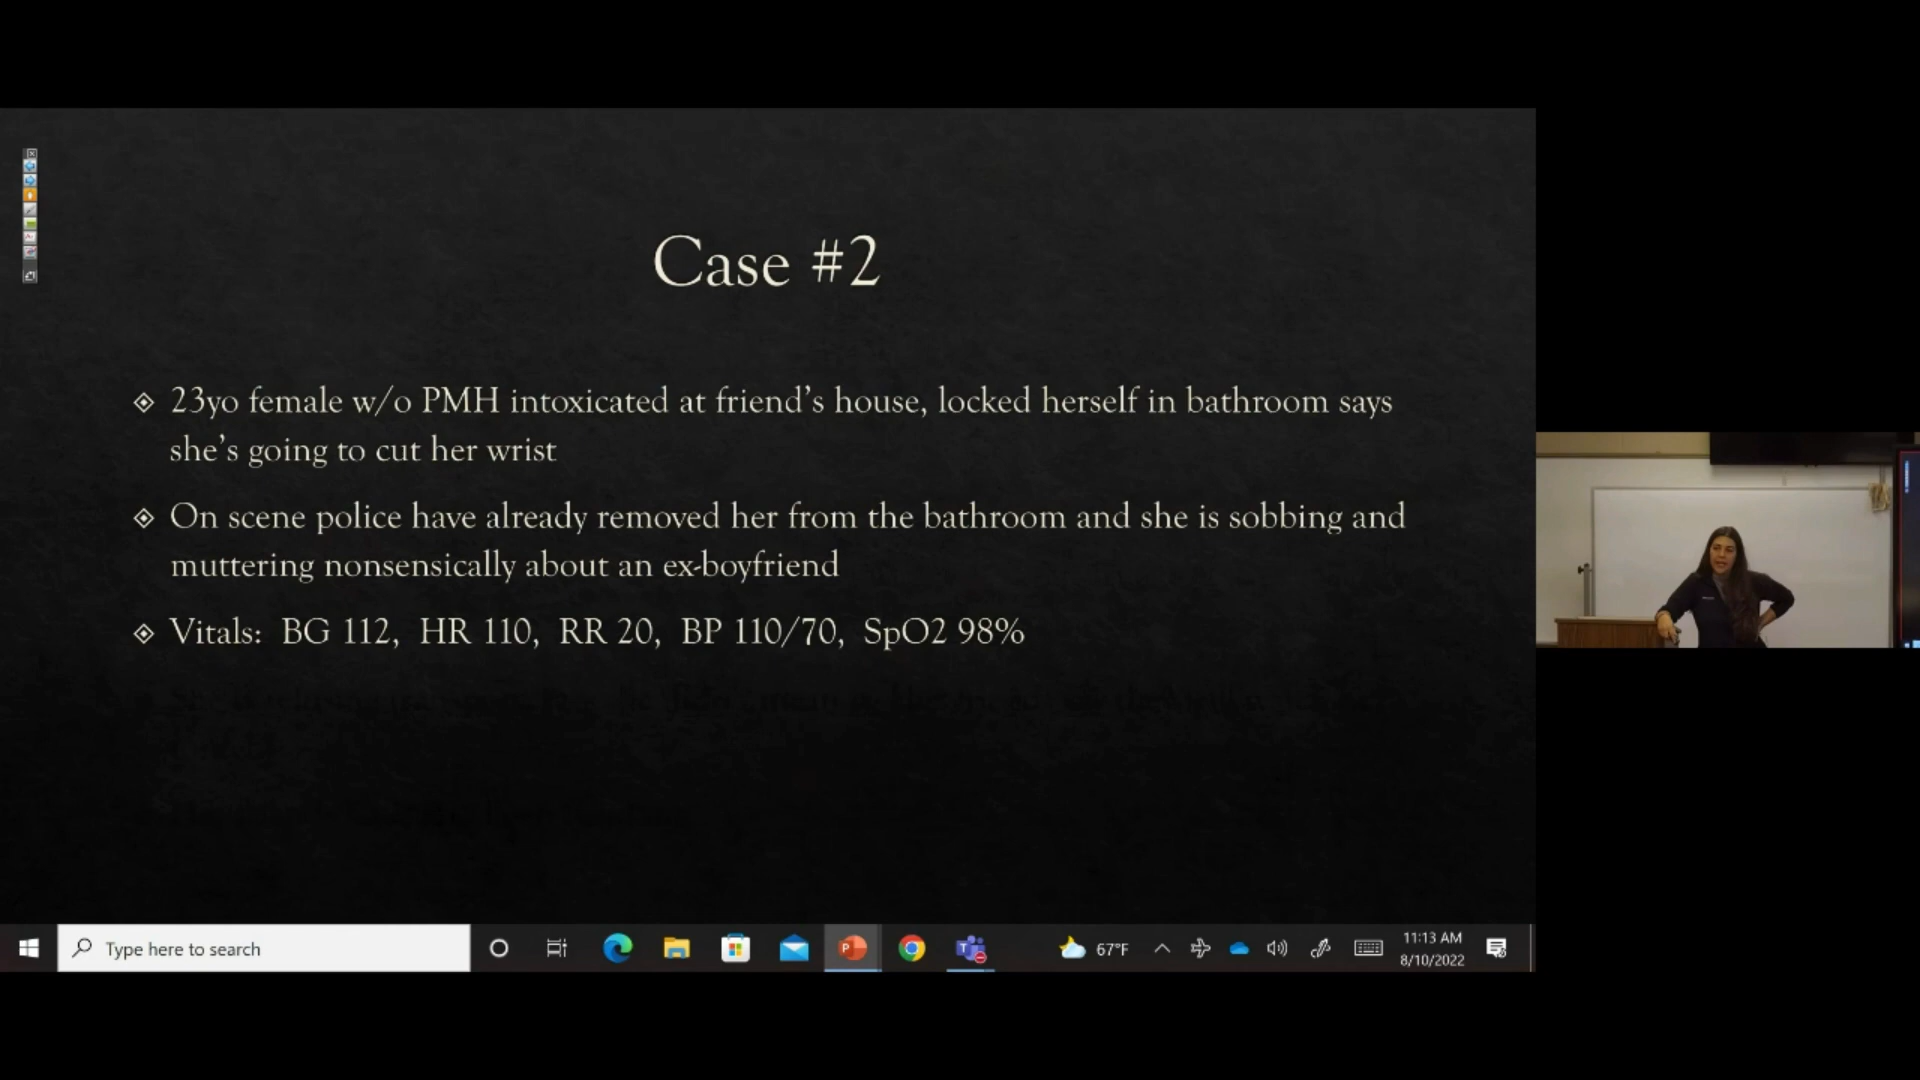 Case #2
23yo female w/o PMH intoxicated at friend's house, locked herself in bathroom says
she's going to cut her wrist
On scene police have already removed her from the bathroom and she is sobbing and
muttering nonsensically about an ex-boyfriend
Vitals: BG 112, HR 110, RR 20, BP 110/70, SpO2 98%
Type here to search
67°F
11:13 AM
8/10/2022